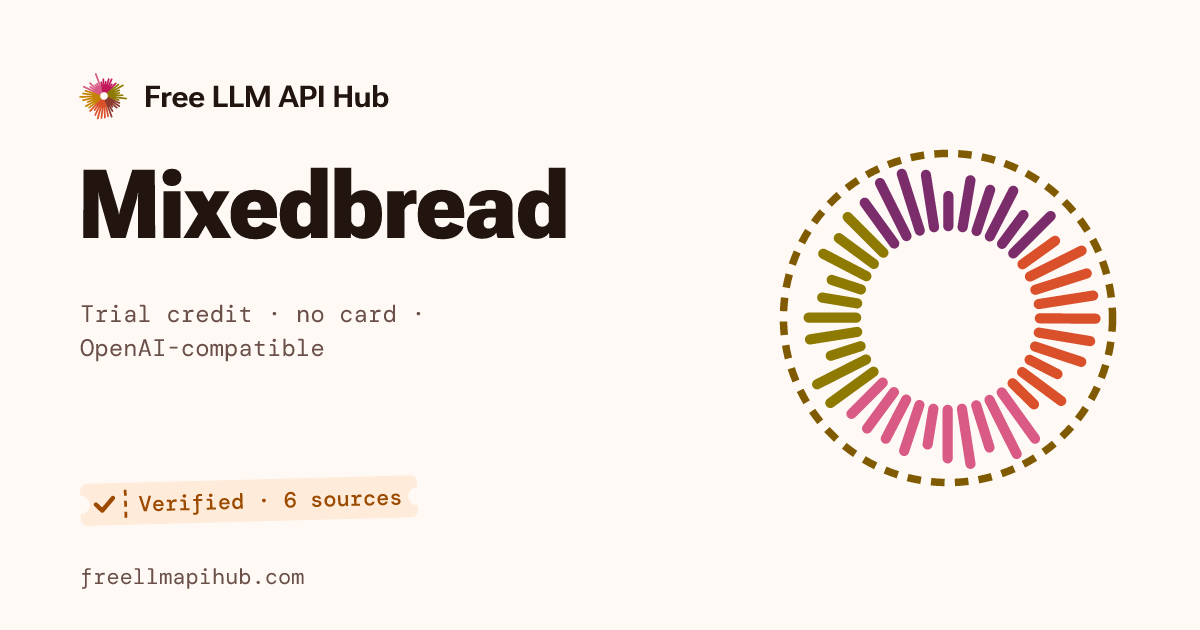 Free LLM API Hub
Mixedbread
Trial credit · no card ·
OpenAI-compatible
Verified · 6 sources
freellmapihub.com